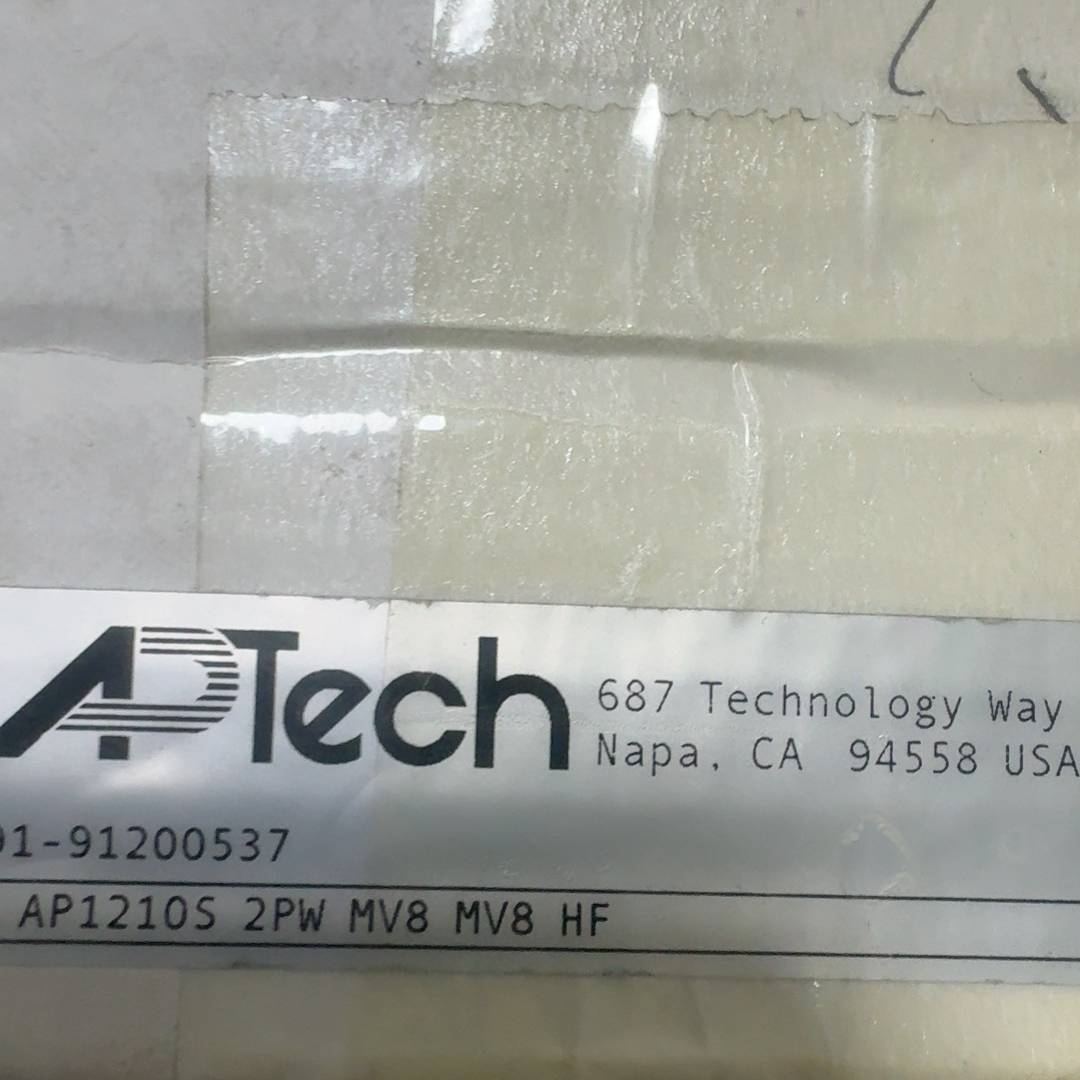 APTech
687 Technology Way
Napa, CA 94558 USA
01-91200537
AP1210S 2PW MV8 MV8 HF